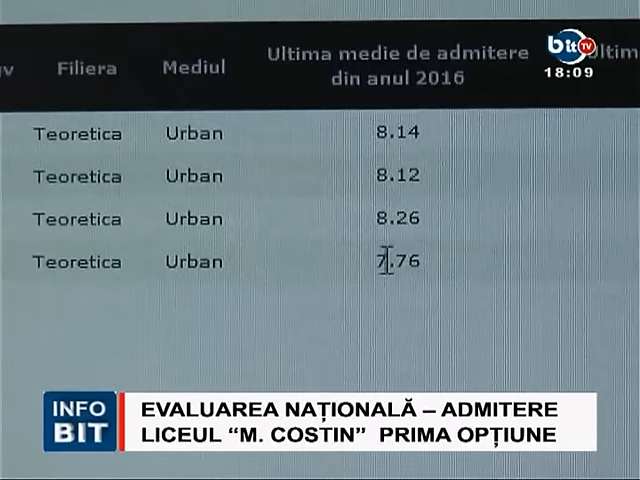 bit TV
18:09
Filiera Mediul Ultima medie de admitere
din anul 2016
Teoretica Urban 8.14
Teoretica Urban 8.12
Teoretica Urban 8.26
Teoretica Urban 7.76
INFO
BIT
EVALUAREA NAȚIONALĂ – ADMITERE
LICEUL “M. COSTIN” PRIMA OPȚIUNE